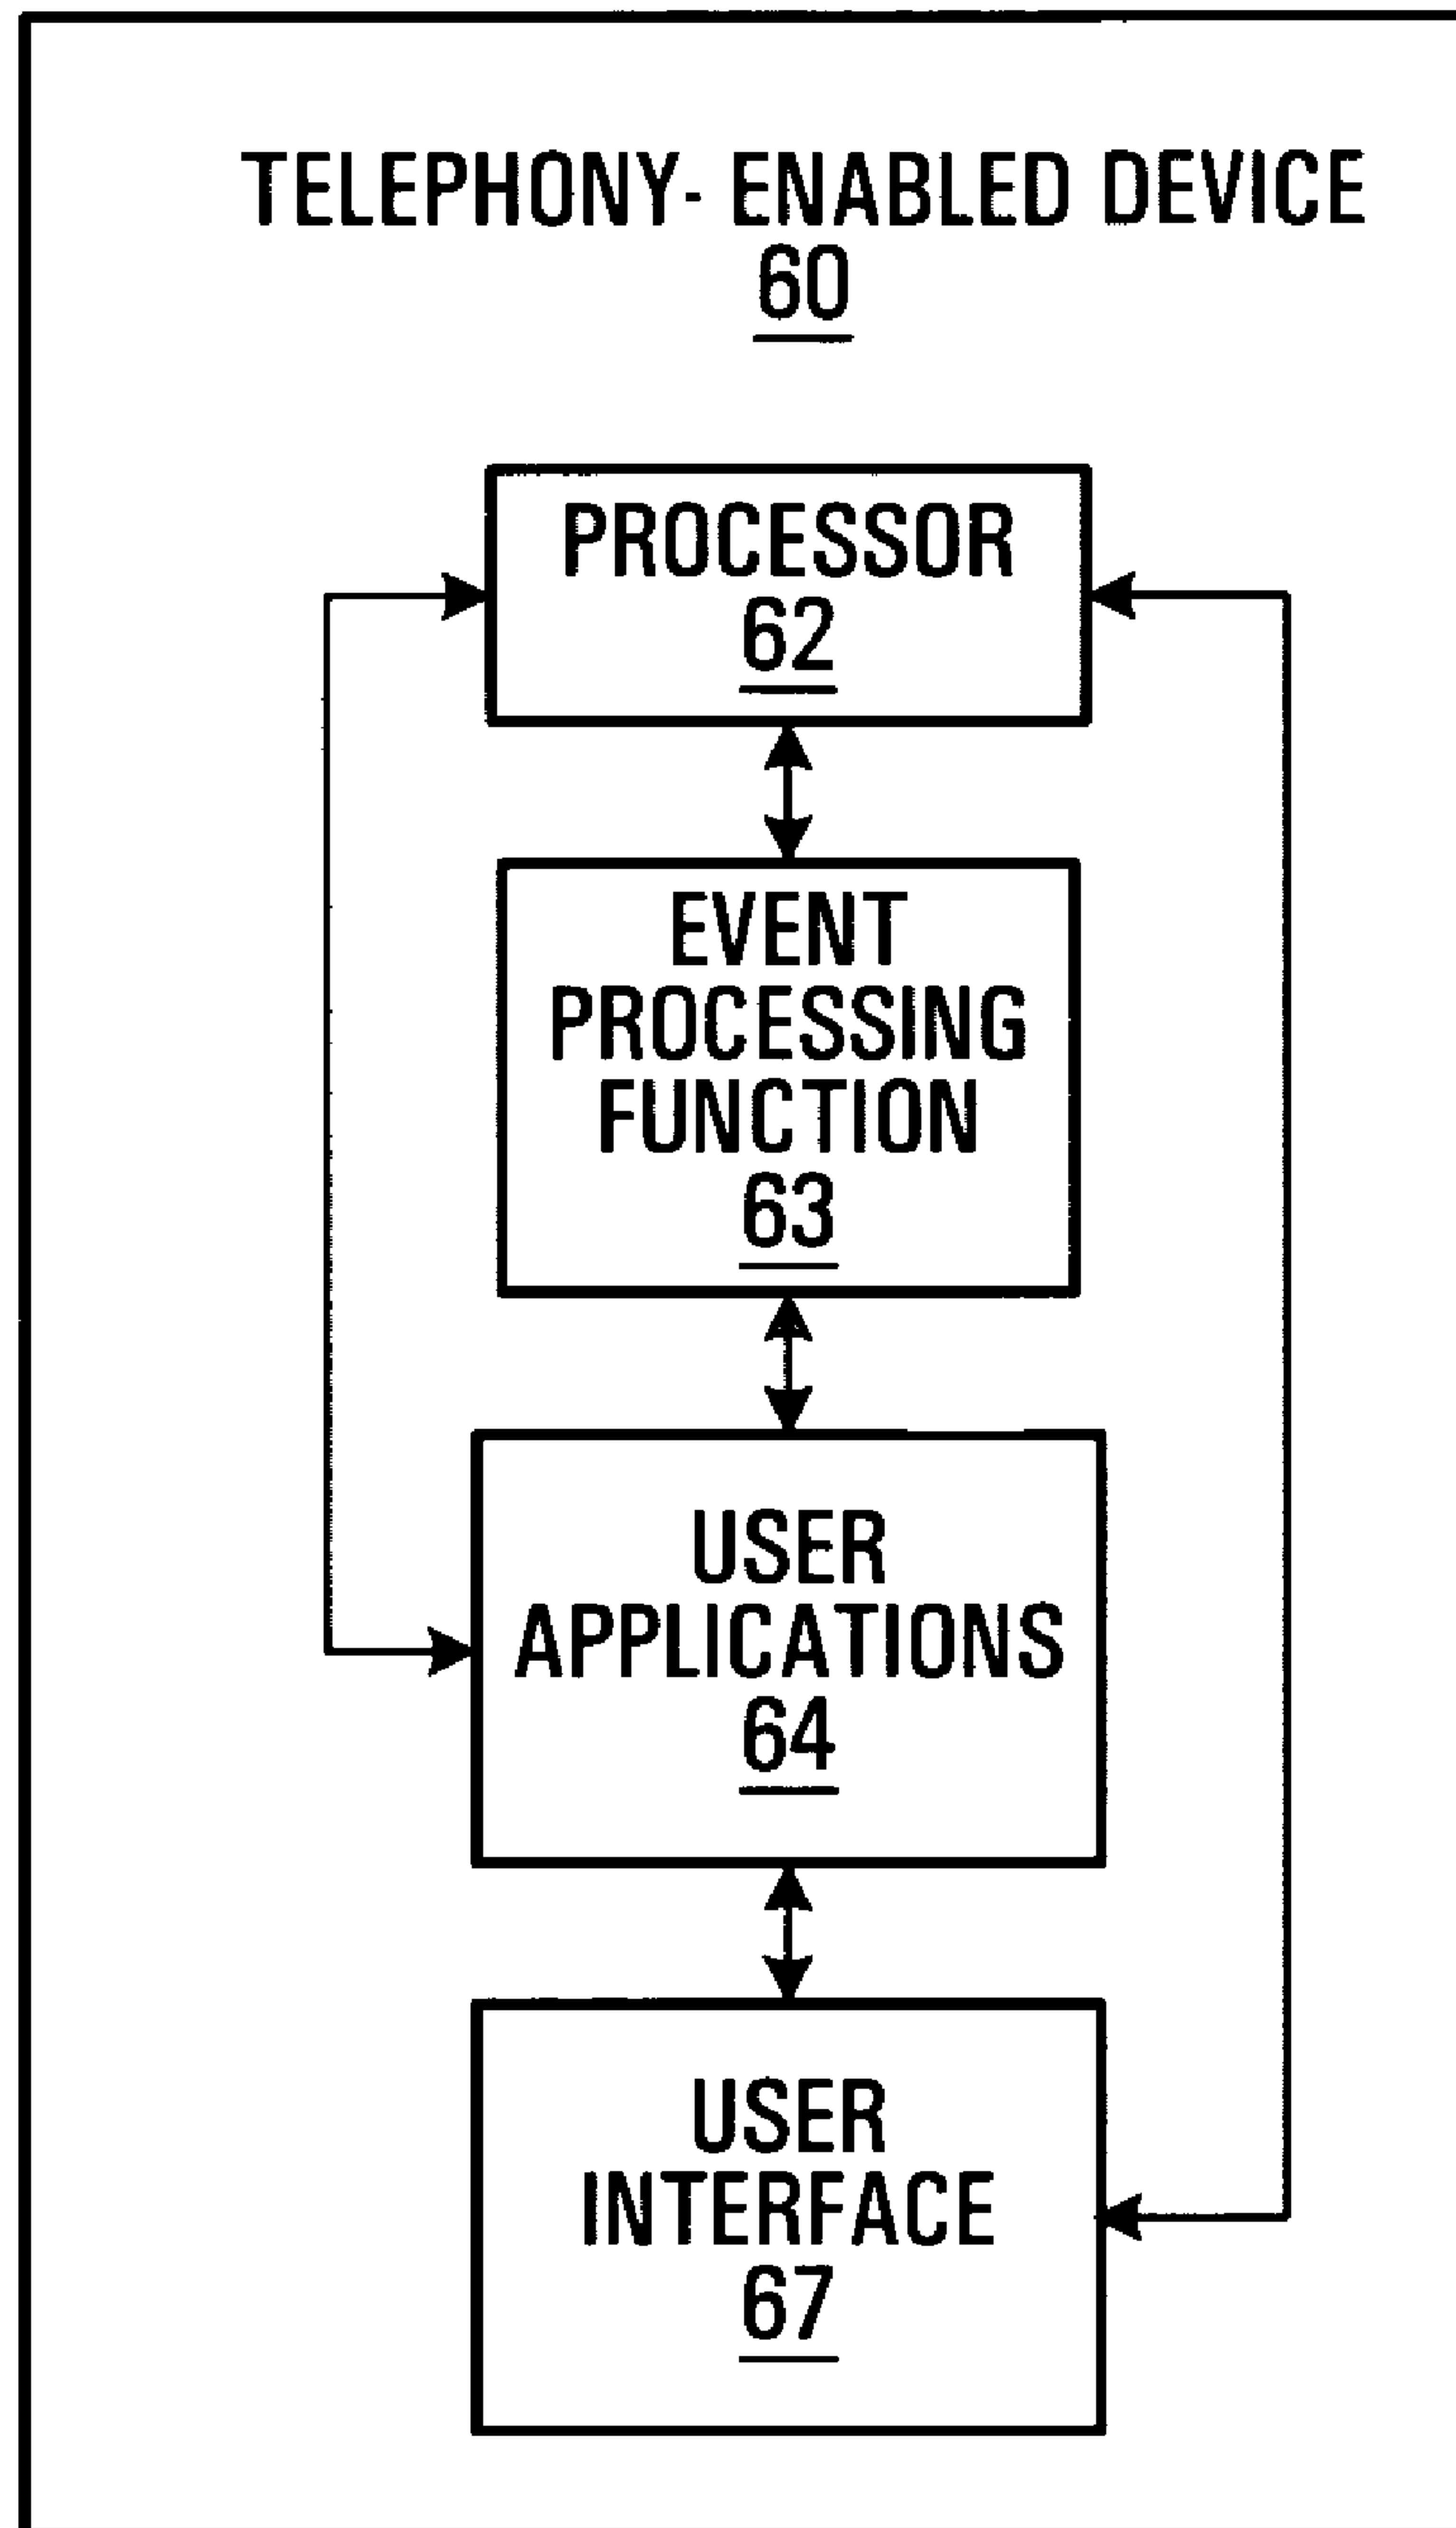 TELEPHONY- ENABLED DEVICE
60
PROCESSOR
62
EVENT
PROCESSING
FUNCTION
63
USER
APPLICATIONS
64
USER
INTERFACE
67